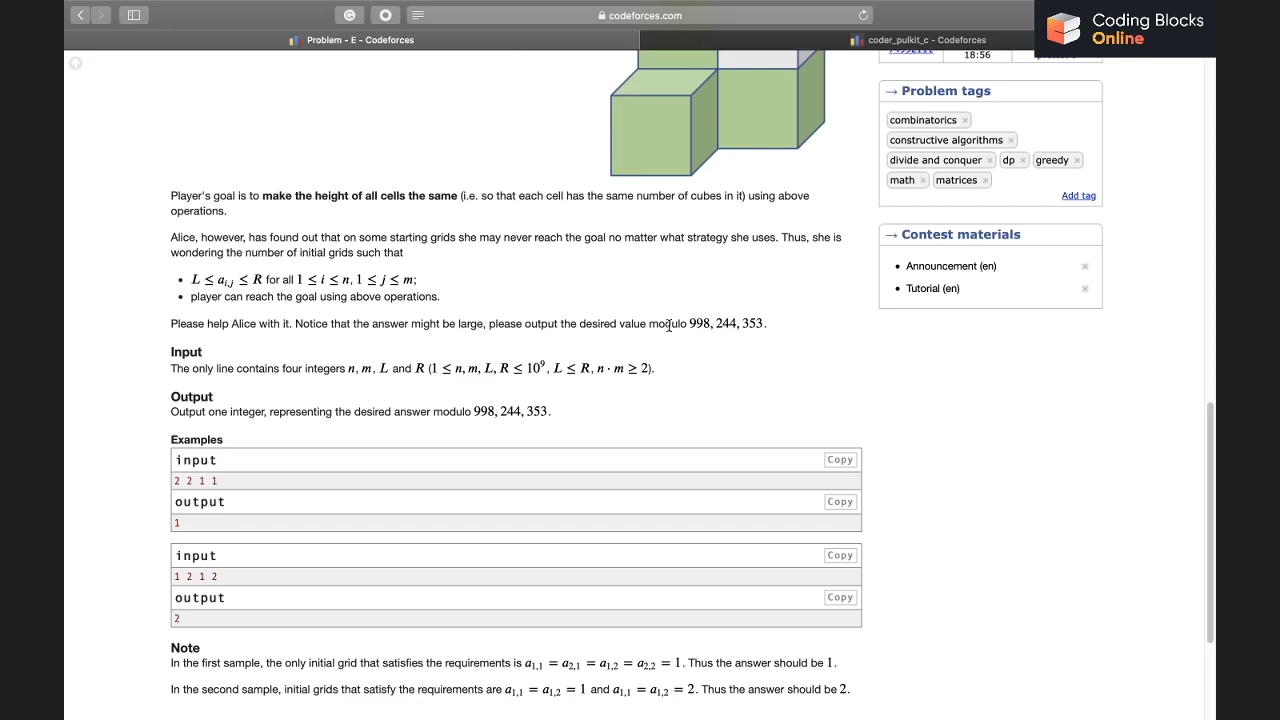 codeforces.com
Problem - E - Codeforces
coder_pulkit_c - Codeforces
Coding Blocks
Online
18:56
→ Problem tags
combinatorics ×
constructive algorithms ×
divide and conquer × dp × greedy ×
math × matrices ×
Add tag
Player's goal is to make the height of all cells the same (i.e. so that each cell has the same number of cubes in it) using above
operations.
Alice, however, has found out that on some starting grids she may never reach the goal no matter what strategy she uses. Thus, she is
wondering the number of initial grids such that
• L ≤ a_{i,j} ≤ R for all 1 ≤ i ≤ n, 1 ≤ j ≤ m;
• player can reach the goal using above operations.
Please help Alice with it. Notice that the answer might be large, please output the desired value modulo 998, 244, 353.
→ Contest materials
• Announcement (en) ×
• Tutorial (en) ×
Input
The only line contains four integers n, m, L and R (1 ≤ n, m, L, R ≤ 10⁹, L ≤ R, n · m ≥ 2).
Output
Output one integer, representing the desired answer modulo 998, 244, 353.
Examples
input Copy
2 2 1 1
output Copy
1
input Copy
1 2 1 2
output Copy
2
Note
In the first sample, the only initial grid that satisfies the requirements is a_{1,1} = a_{2,1} = a_{1,2} = a_{2,2} = 1. Thus the answer should be 1.
In the second sample, initial grids that satisfy the requirements are a_{1,1} = a_{1,2} = 1 and a_{1,1} = a_{1,2} = 2. Thus the answer should be 2.